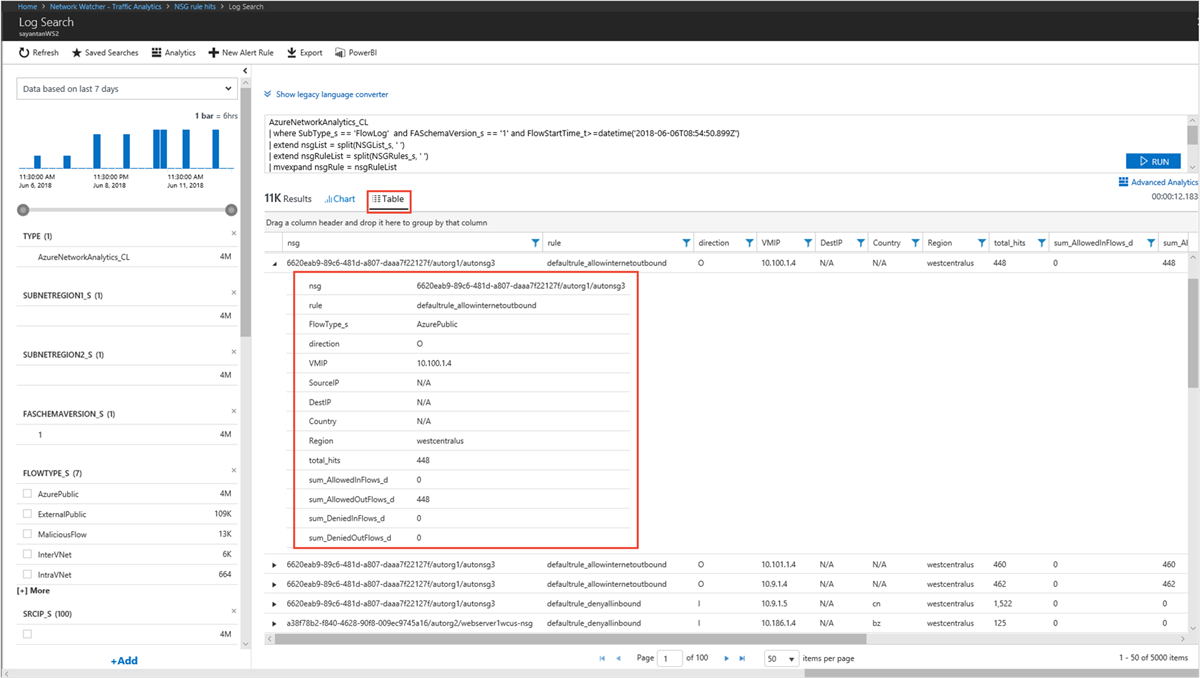 Home > Network Watcher - Traffic Analytics > NSG rule hits > Log Search
Log Search
sayantanWS2
Refresh Saved Searches Analytics New Alert Rule Export PowerBI
Data based on last 7 days
1 bar = 6hrs
11:30:00 AM 11:30:00 PM 11:30:00 AM
Jun 6, 2018 Jun 8, 2018 Jun 11, 2018
TYPE (1)
AzureNetworkAnalytics_CL 4M
SUBNETREGION1_S (1)
4M
SUBNETREGION2_S (1)
4M
FASCHEMAVERSION_S (1)
1 4M
FLOWTYPE_S (7)
AzurePublic 4M
ExternalPublic 109K
MaliciousFlow 13K
InterVNet 6K
IntraVNet 664
[+] More
SRCIP_S (100)
4M
+Add
Show legacy language converter
AzureNetworkAnalytics_CL
| where SubType_s == 'FlowLog' and FASchemaVersion_s == '1' and FlowStartTime_t>=datetime('2018-06-06T08:54:50.899Z')
| extend nsgList = split(NSGList_s, ' ')
| extend nsgRuleList = split(NSGRules_s, ' ')
| mvexpand nsgRule = nsgRuleList
RUN
Advanced Analytics
00:00:12.183
11K Results Chart Table
Drag a column header and drop it here to group by that column
nsg rule direction VMIP DestIP Country Region total_hits sum_AllowedInFlows_d sum_Al
6620eab9-89c6-481d-a807-daaa7f22127f/autorg1/autonsg3 defaultrule_allowinternetoutbound O 10.100.1.4 N/A N/A westcentralus 448 0 448
nsg 6620eab9-89c6-481d-a807-daaa7f22127f/autorg1/autonsg3
rule defaultrule_allowinternetoutbound
FlowType_s AzurePublic
direction O
VMIP 10.100.1.4
SourceIP N/A
DestIP N/A
Country N/A
Region westcentralus
total_hits 448
sum_AllowedInFlows_d 0
sum_AllowedOutFlows_d 448
sum_DeniedInFlows_d 0
sum_DeniedOutFlows_d 0
6620eab9-89c6-481d-a807-daaa7f22127f/autorg1/autonsg3 defaultrule_allowinternetoutbound O 10.101.1.4 N/A N/A westcentralus 460 0 460
6620eab9-89c6-481d-a807-daaa7f22127f/autorg1/autonsg3 defaultrule_allowinternetoutbound O 10.9.1.4 N/A N/A westcentralus 462 0 462
6620eab9-89c6-481d-a807-daaa7f22127f/autorg1/autonsg3 defaultrule_denyallinbound I 10.9.1.5 N/A cn westcentralus 1,522 0 0
a38f78b2-f840-4628-90f8-009ec9745a16/autorg2/webserver1wcus-nsg defaultrule_denyallinbound I 10.186.1.4 N/A bz westcentralus 125 0 0
Page 1 of 100 50 items per page 1 - 50 of 5000 items